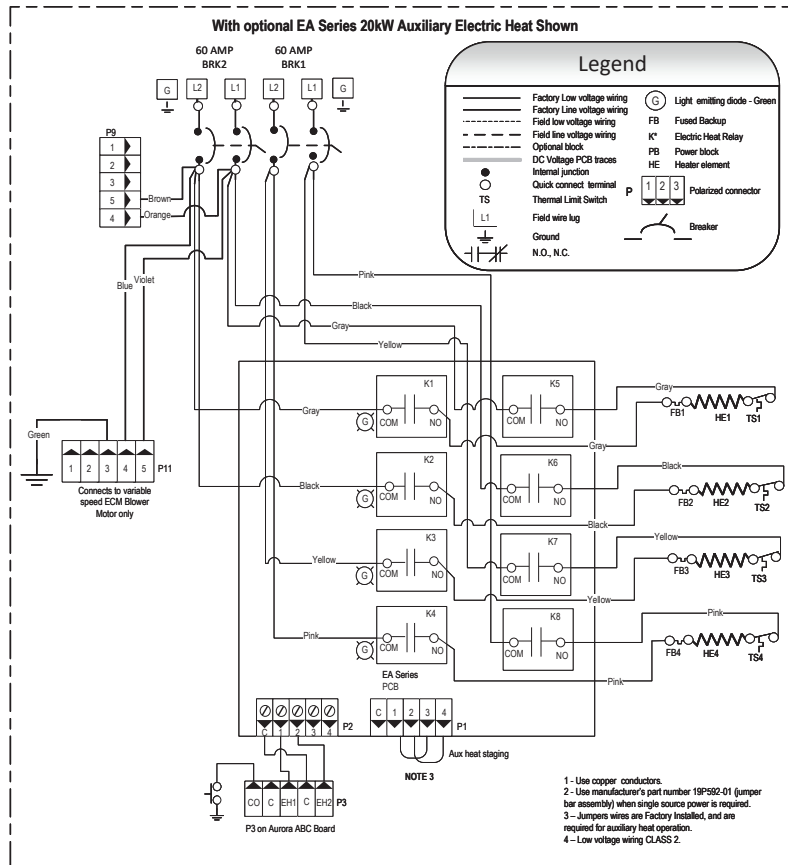 With optional EA Series 20kW Auxiliary Electric Heat Shown
60 AMP
BRK2
60 AMP
BRK1
G
L2
L1
L2
L1
G
Legend
Factory Low voltage wiring
Factory Line voltage wiring
Field low voltage wiring
Field line voltage wiring
Optional block
DC Voltage PCB traces
Internal junction
Quick connect terminal
TS
Thermal Limit Switch
L1
Field wire lug
Ground
N.O., N.C.
G
Light emitting diode - Green
FB
Fused Backup
K*
Electric Heat Relay
PB
Power block
HE
Heater element
P
1 2 3
Polarized connector
Breaker
P9
1
2
3
5
4
Brown
Orange
Blue
Violet
Pink
Black
Gray
Yellow
Green
1 2 3 4 5
P11
Connects to variable
speed ECM Blower
Motor only
Gray
G
K1
COM
NO
K5
COM
NO
Gray
Gray
FB1
HE1
TS1
Black
G
K2
COM
NO
K6
COM
NO
Black
Black
FB2
HE2
TS2
Yellow
G
K3
COM
NO
K7
COM
NO
Yellow
Yellow
FB3
HE3
TS3
Pink
G
K4
COM
NO
K8
COM
NO
Pink
Pink
FB4
HE4
TS4
EA Series
PCB
C 1 2 3 4
P2
C 1 2 3 4
P1
Aux heat staging
NOTE 3
CO C EH1 C EH2
P3
P3 on Aurora ABC Board
1 - Use copper conductors.
2 - Use manufacturer's part number 19P592-01 (jumper
bar assembly) when single source power is required.
3 – Jumpers wires are Factory Installed, and are
required for auxiliary heat operation.
4 – Low voltage wiring CLASS 2.